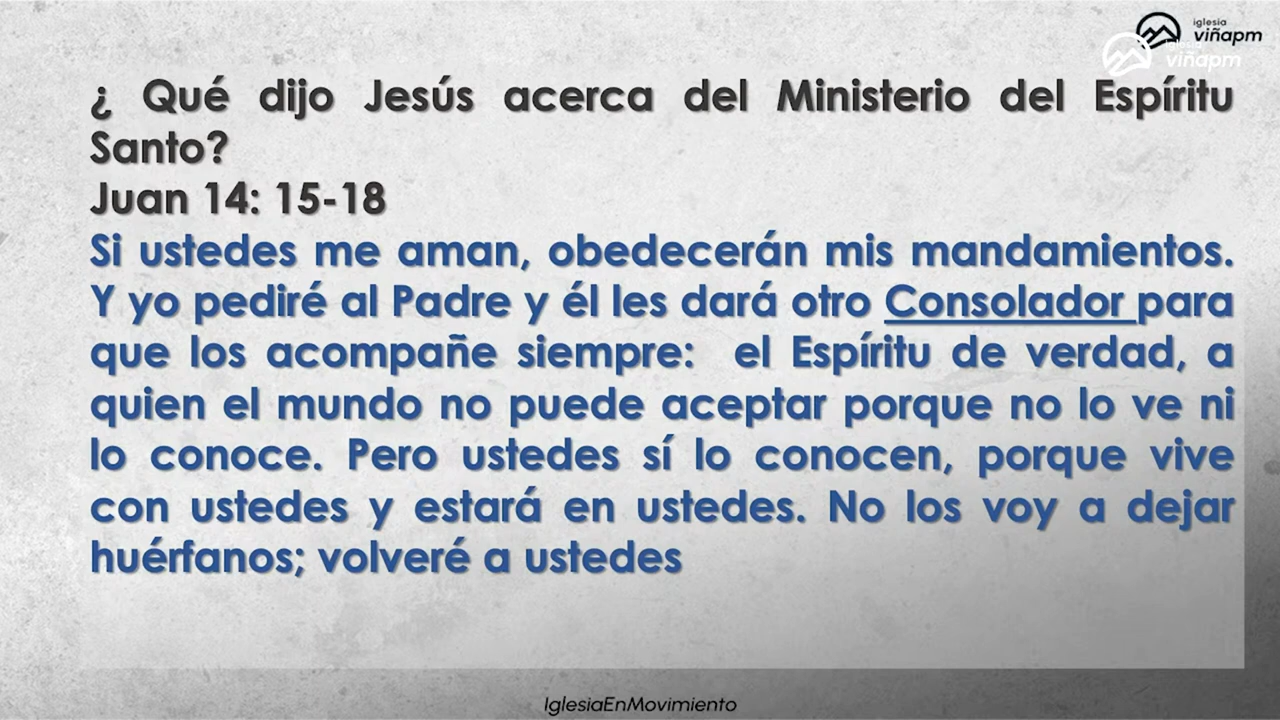 iglesia
viñapm
iglesia
viñapm
¿ Qué dijo Jesús acerca del Ministerio del Espíritu
Santo?
Juan 14: 15-18
Si ustedes me aman, obedecerán mis mandamientos.
Y yo pediré al Padre y él les dará otro Consolador para
que los acompañe siempre: el Espíritu de verdad, a
quien el mundo no puede aceptar porque no lo ve ni
lo conoce. Pero ustedes sí lo conocen, porque vive
con ustedes y estará en ustedes. No los voy a dejar
huérfanos; volveré a ustedes
IglesiaEnMovimiento